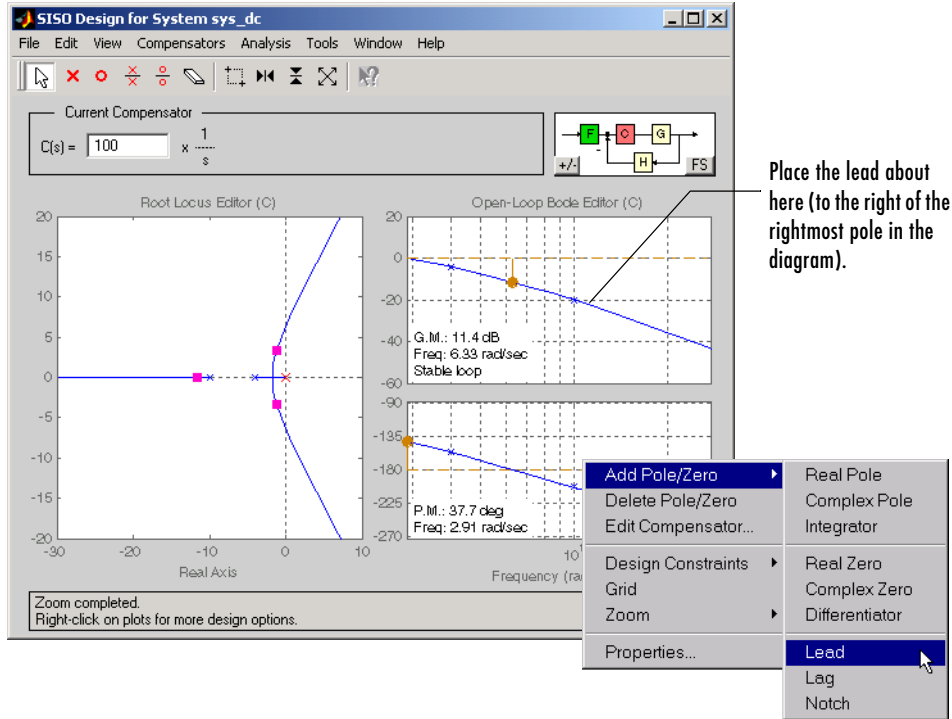 SISO Design for System sys_dc
File Edit View Compensators Analysis Tools Window Help
Current Compensator
C(s) = 100 x 1
s
F C G
H
+/- FS
Place the lead about
here (to the right of the
rightmost pole in the
diagram).
Root Locus Editor (C)
20
15
10
5
0
-5
-10
-15
-20
-30 -20 -10 0 10
Real Axis
Open-Loop Bode Editor (C)
20
0
-20
-40
-60
G.M.: 11.4 dB
Freq: 6.33 rad/sec
Stable loop
-90
-135
-180
-225
-270
P.M.: 37.7 deg
Freq: 2.91 rad/sec
10
Frequency (ra
Zoom completed.
Right-click on plots for more design options.
Add Pole/Zero
Delete Pole/Zero
Edit Compensator...
Design Constraints
Grid
Zoom
Properties...
Real Pole
Complex Pole
Integrator
Real Zero
Complex Zero
Differentiator
Lead
Lag
Notch